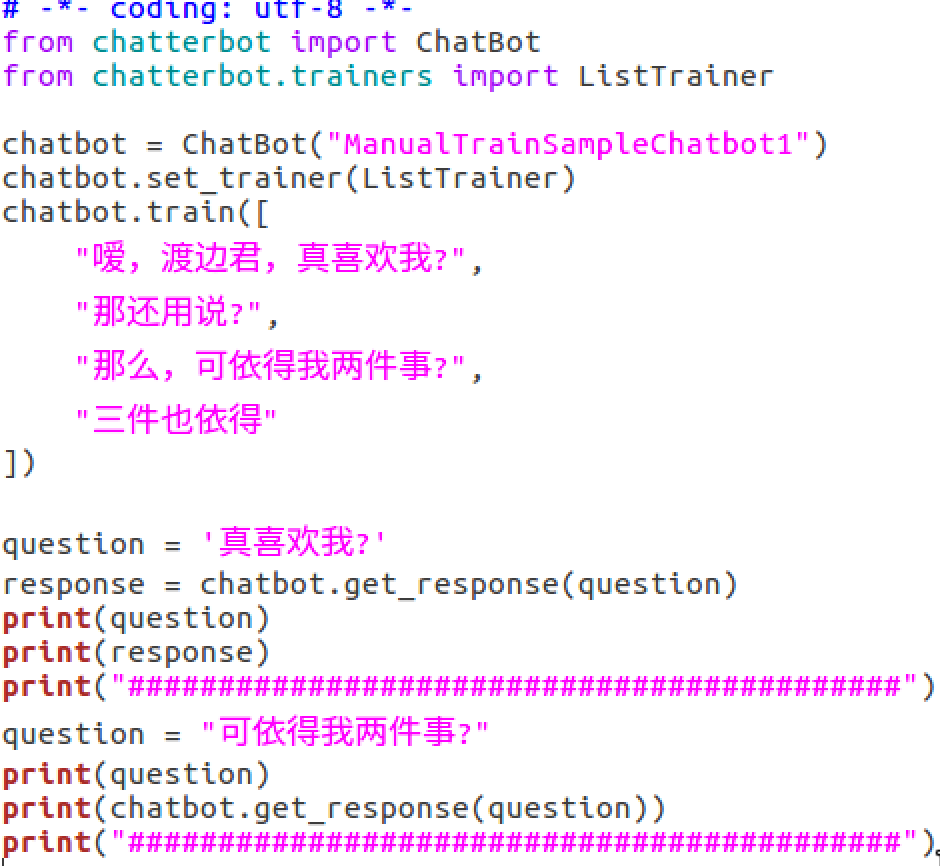 # -*- coding: utf-8 -*-
from chatterbot import ChatBot
from chatterbot.trainers import ListTrainer
chatbot = ChatBot("ManualTrainSampleChatbot1")
chatbot.set_trainer(ListTrainer)
chatbot.train([
    "嗳，渡边君，真喜欢我?",
    "那还用说?",
    "那么，可依得我两件事?",
    "三件也依得"
])
question = '真喜欢我?'
response = chatbot.get_response(question)
print(question)
print(response)
print("###########################################")
question = "可依得我两件事?"
print(question)
print(chatbot.get_response(question))
print("###########################################")